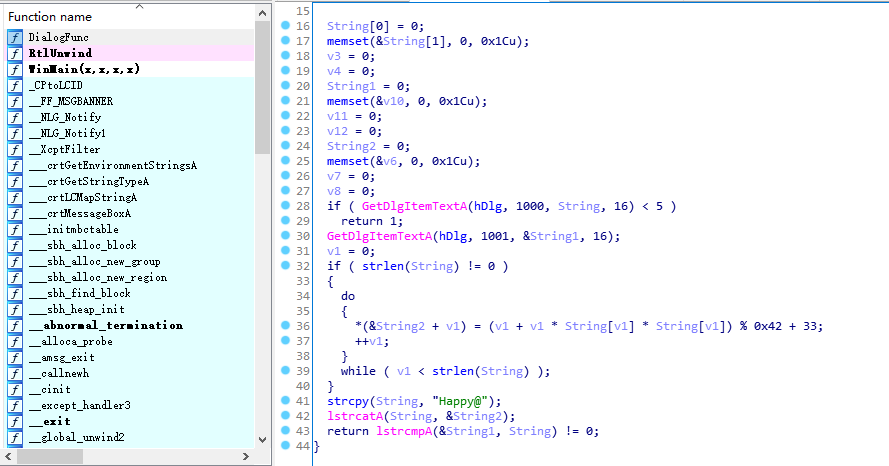 Function name
DialogFunc
RtlUnwind
WinMain(x,x,x,x)
_CPtoLCID
__FF_MSGBANNER
__NLG_Notify
__NLG_Notify1
__XcptFilter
___crtGetEnvironmentStringsA
___crtGetStringTypeA
___crtLCMapStringA
___crtMessageBoxA
___initmbctable
___sbh_alloc_block
___sbh_alloc_new_group
___sbh_alloc_new_region
___sbh_find_block
___sbh_heap_init
__abnormal_termination
__alloca_probe
__amsg_exit
__callnewh
__cinit
__except_handler3
__exit
__global_unwind2
15
16 String[0] = 0;
17 memset(&String[1], 0, 0x1Cu);
18 v3 = 0;
19 v4 = 0;
20 String1 = 0;
21 memset(&v10, 0, 0x1Cu);
22 v11 = 0;
23 v12 = 0;
24 String2 = 0;
25 memset(&v6, 0, 0x1Cu);
26 v7 = 0;
27 v8 = 0;
28 if ( GetDlgItemTextA(hDlg, 1000, String, 16) < 5 )
29 return 1;
30 GetDlgItemTextA(hDlg, 1001, &String1, 16);
31 v1 = 0;
32 if ( strlen(String) != 0 )
33 {
34 do
35 {
36 *(&String2 + v1) = (v1 + v1 * String[v1] * String[v1]) % 0x42 + 33;
37 ++v1;
38 }
39 while ( v1 < strlen(String) );
40 }
41 strcpy(String, "Happy@");
42 lstrcatA(String, &String2);
43 return lstrcmpA(&String1, String) != 0;
44 }